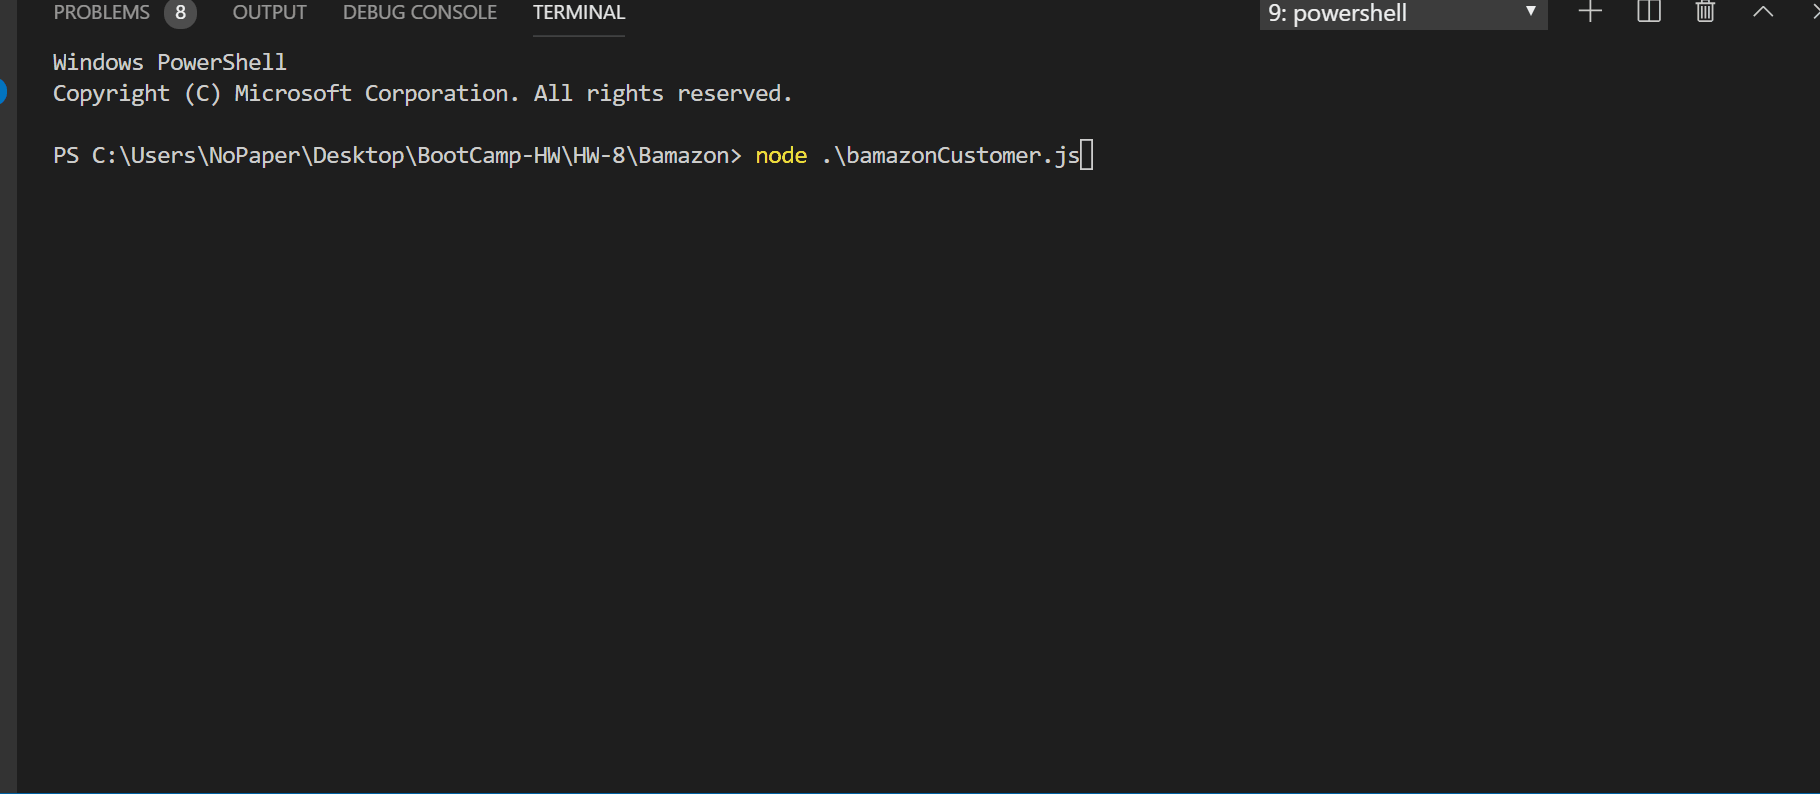 PROBLEMS 8 OUTPUT DEBUG CONSOLE TERMINAL 9: powershell
Windows PowerShell
Copyright (C) Microsoft Corporation. All rights reserved.
PS C:\Users\NoPaper\Desktop\BootCamp-HW\HW-8\Bamazon> node .\bamazonCustomer.js